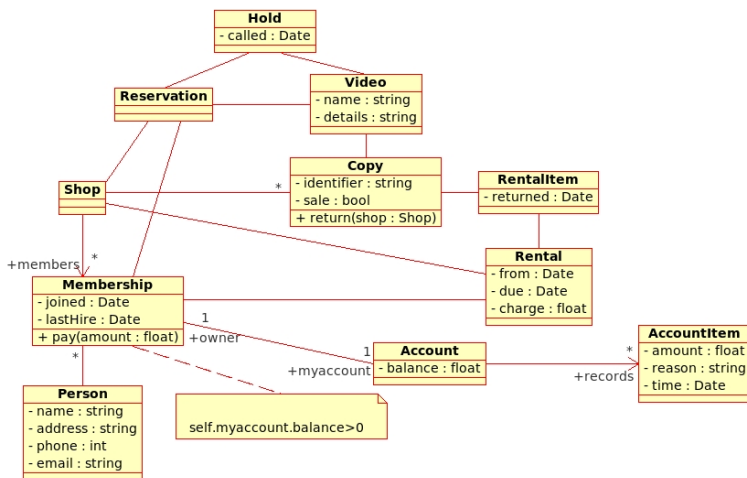 Hold
- called : Date
Reservation
Video
- name : string
- details : string
Shop
*
Copy
- identifier : string
- sale : bool
+ return(shop : Shop)
RentalItem
- returned : Date
+members
*
Membership
- joined : Date
- lastHire : Date
+ pay(amount : float)
Rental
- from : Date
- due : Date
- charge : float
1
+owner
1
+myaccount
Account
- balance : float
*
+records
AccountItem
- amount : float
- reason : string
- time : Date
*
Person
- name : string
- address : string
- phone : int
- email : string
self.myaccount.balance>0